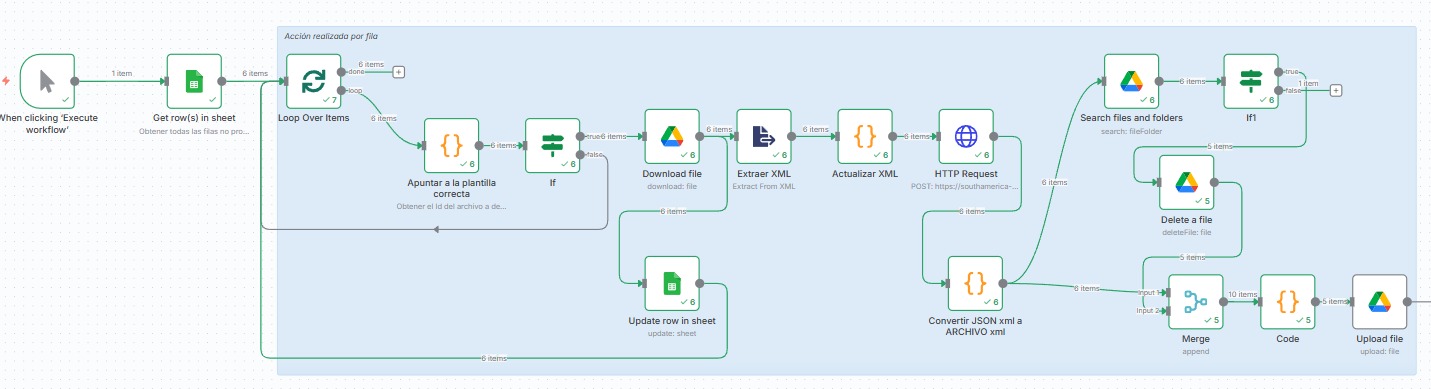 Acción realizada por fila
When clicking ‘Execute
workflow’
1 item
Get row(s) in sheet
Obtener todas las filas no pro...
6 items
Loop Over Items
7
done
6 items
loop
6 items
Apuntar a la plantilla
correcta
Obtener el Id del archivo a de...
6
6 items
If
6
true
6 items
false
Download file
download: file
6
6 items
Extraer XML
Extract From XML
6
6 items
Actualizar XML
6
6 items
HTTP Request
POST: https://southamerica-...
6
6 items
6 items
Update row in sheet
update: sheet
6
6 items
Convertir JSON xml a
ARCHIVO xml
6
6 items
6 items
Search files and folders
search: fileFolder
6
6 items
If1
6
true
false
1 item
5 items
Delete a file
deleteFile: file
5
5 items
Input 1
Input 2
Merge
append
5
10 items
Code
5
5 items
Upload file
upload: file